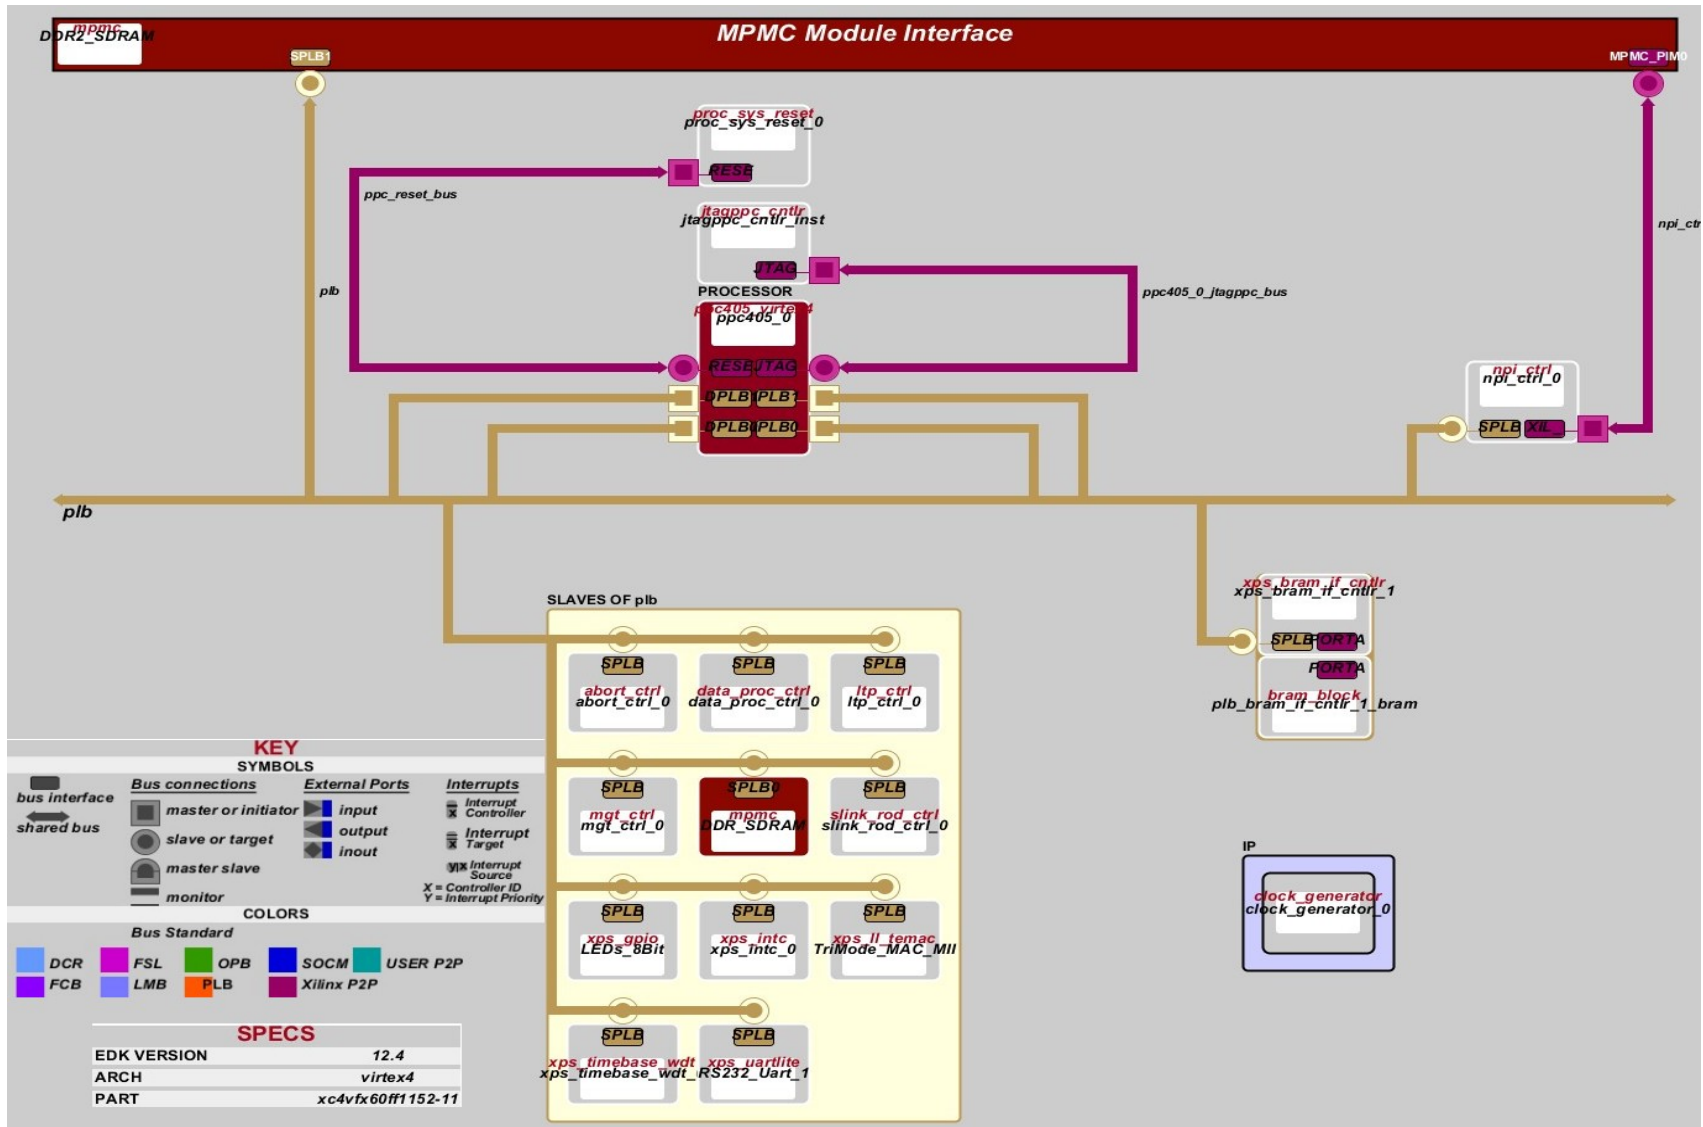 mpmc
DDR2_SDRAM
MPMC Module Interface
SPLB1
MPMC_PIM0
proc_sys_reset
proc_sys_reset_0
RESE
ppc_reset_bus
jtagppc_cntlr
jtagppc_cntlr_inst
JTAG
npi_ctr
plb
PROCESSOR
ppc405_0_jtagppc_bus
ppc405_virtex4
ppc405_0
RESE JTAG
DPLB1 IPLB1
DPLB0 IPLB0
npi_ctrl
npi_ctrl_0
SPLB XIL_
plb
xps_bram_if_cntlr
xps_bram_if_cntlr_1
SPLB PORTA
PORTA
bram_block
plb_bram_if_cntlr_1_bram
SLAVES OF plb
SPLB SPLB SPLB
abort_ctrl data_proc_ctrl ltp_ctrl
abort_ctrl_0 data_proc_ctrl_0 ltp_ctrl_0
SPLB SPLB0 SPLB
mgt_ctrl mpmc slink_rod_ctrl
mgt_ctrl_0 DDR_SDRAM slink_rod_ctrl_0
SPLB SPLB SPLB
xps_gpio xps_intc xps_ll_temac
LEDs_8Bit xps_intc_0 TriMode_MAC_MII
SPLB SPLB
xps_timebase_wdt xps_uartlite
xps_timebase_wdt_ RS232_Uart_1
IP
clock_generator
clock_generator_0
KEY
SYMBOLS
bus interface
shared bus
Bus connections
master or initiator
slave or target
master slave
monitor
External Ports
input
output
inout
Interrupts
Interrupt
Controller
Interrupt
Target
Interrupt
Source
X = Controller ID
Y = Interrupt Priority
COLORS
Bus Standard
DCR FSL OPB SOCM USER P2P
FCB LMB PLB Xilinx P2P
SPECS
EDK VERSION 12.4
ARCH virtex4
PART xc4vfx60ff1152-11